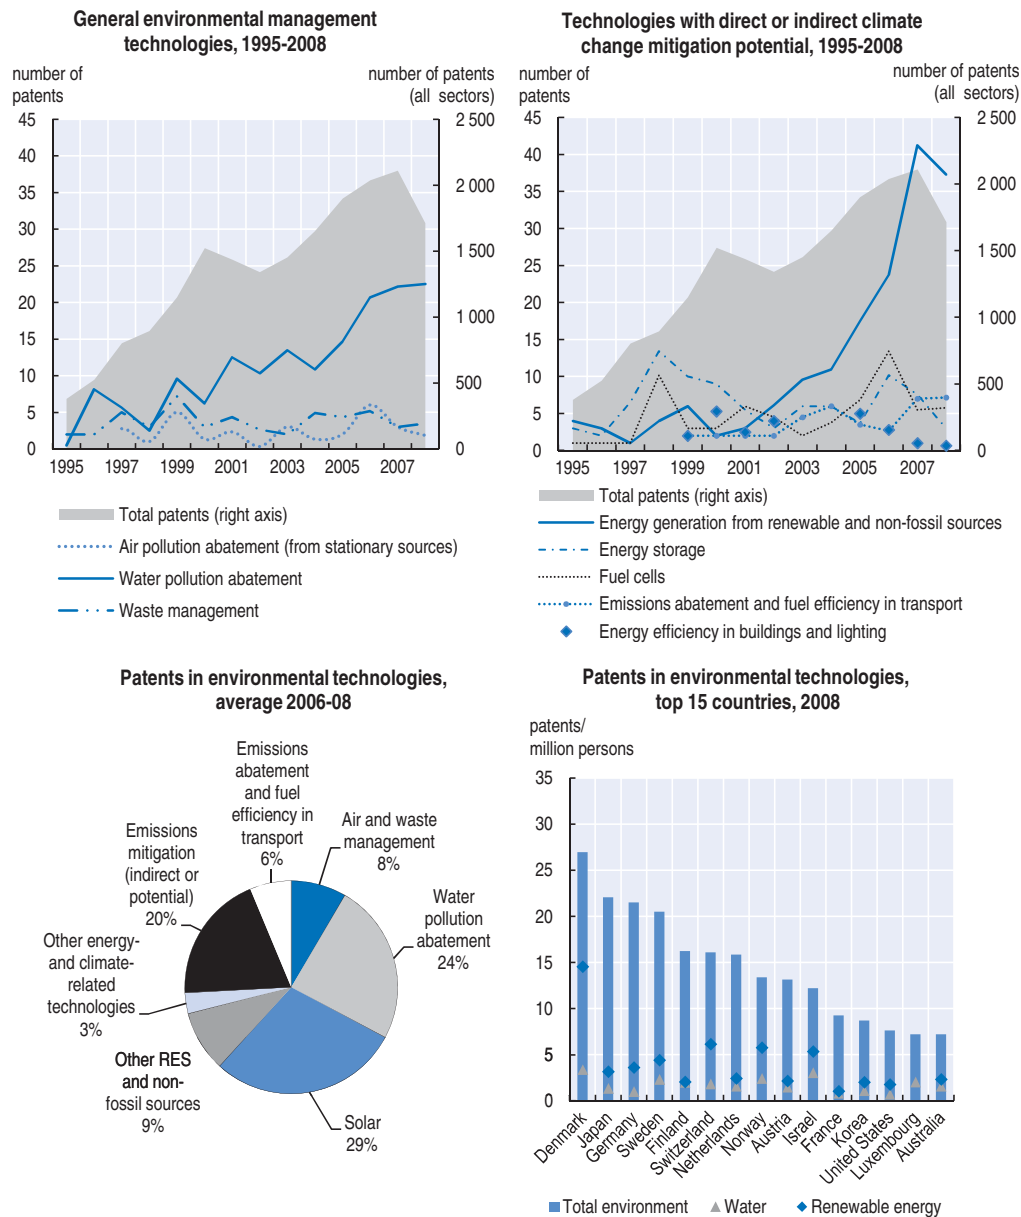 General environmental management
technologies, 1995-2008
number of
patents
number of patents
(all sectors)
45
40
35
30
25
20
15
10
5
0
2 500
2 000
1 500
1 000
500
0
1995
1997
1999
2001
2003
2005
2007
Total patents (right axis)
Air pollution abatement (from stationary sources)
Water pollution abatement
Waste management
Technologies with direct or indirect climate
change mitigation potential, 1995-2008
number of
patents
number of patents
(all sectors)
45
40
35
30
25
20
15
10
5
0
2 500
2 000
1 500
1 000
500
0
1995
1997
1999
2001
2003
2005
2007
Total patents (right axis)
Energy generation from renewable and non-fossil sources
Energy storage
Fuel cells
Emissions abatement and fuel efficiency in transport
Energy efficiency in buildings and lighting
Patents in environmental technologies,
average 2006-08
Emissions
abatement
and fuel
efficiency in
transport
6%
Air and waste
management
8%
Water
pollution
abatement
24%
Solar
29%
Other RES
and non-
fossil sources
9%
Other energy-
and climate-
related
technologies
3%
Emissions
mitigation
(indirect or
potential)
20%
Patents in environmental technologies,
top 15 countries, 2008
patents/
million persons
35
30
25
20
15
10
5
0
Denmark
Japan
Germany
Sweden
Finland
Switzerland
Netherlands
Norway
Austria
Israel
France
Korea
United States
Luxembourg
Australia
Total environment
Water
Renewable energy